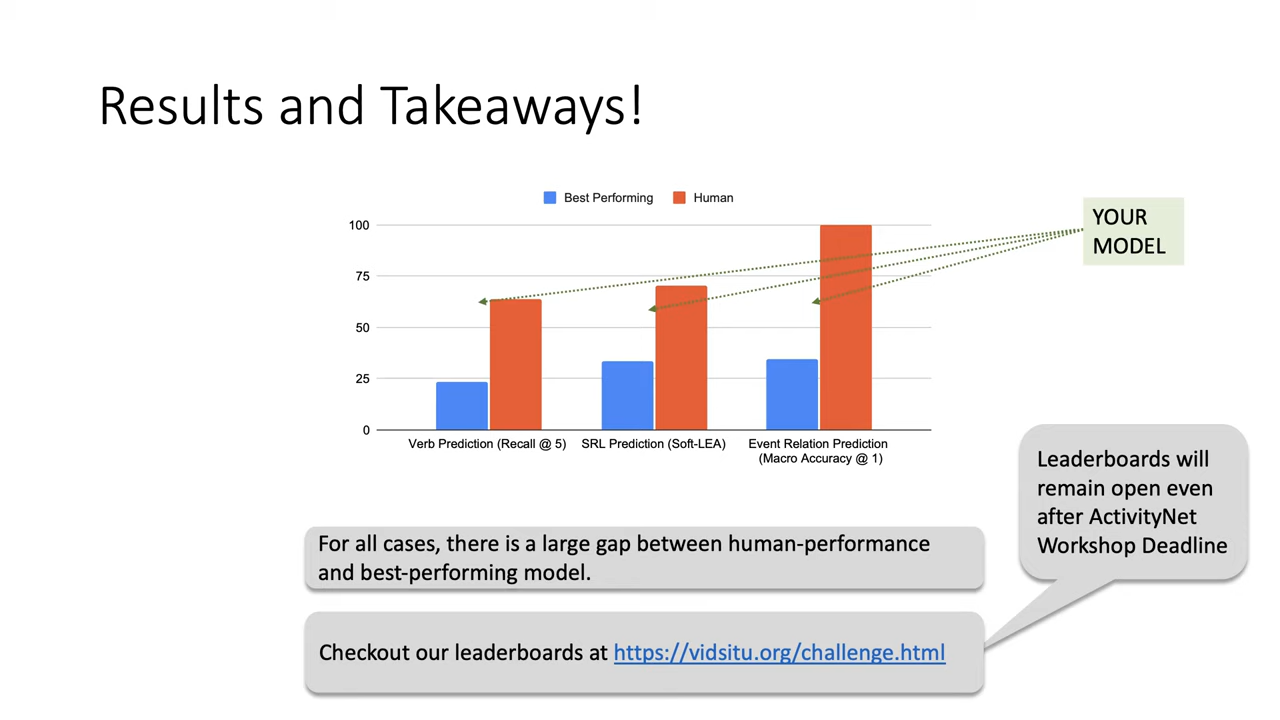 Results and Takeaways!
Best Performing
Human
YOUR
MODEL
100
75
50
25
0
Verb Prediction (Recall @ 5)
SRL Prediction (Soft-LEA)
Event Relation Prediction
(Macro Accuracy @ 1)
Leaderboards will
remain open even
after ActivityNet
Workshop Deadline
For all cases, there is a large gap between human-performance
and best-performing model.
Checkout our leaderboards at https://vidsitu.org/challenge.html